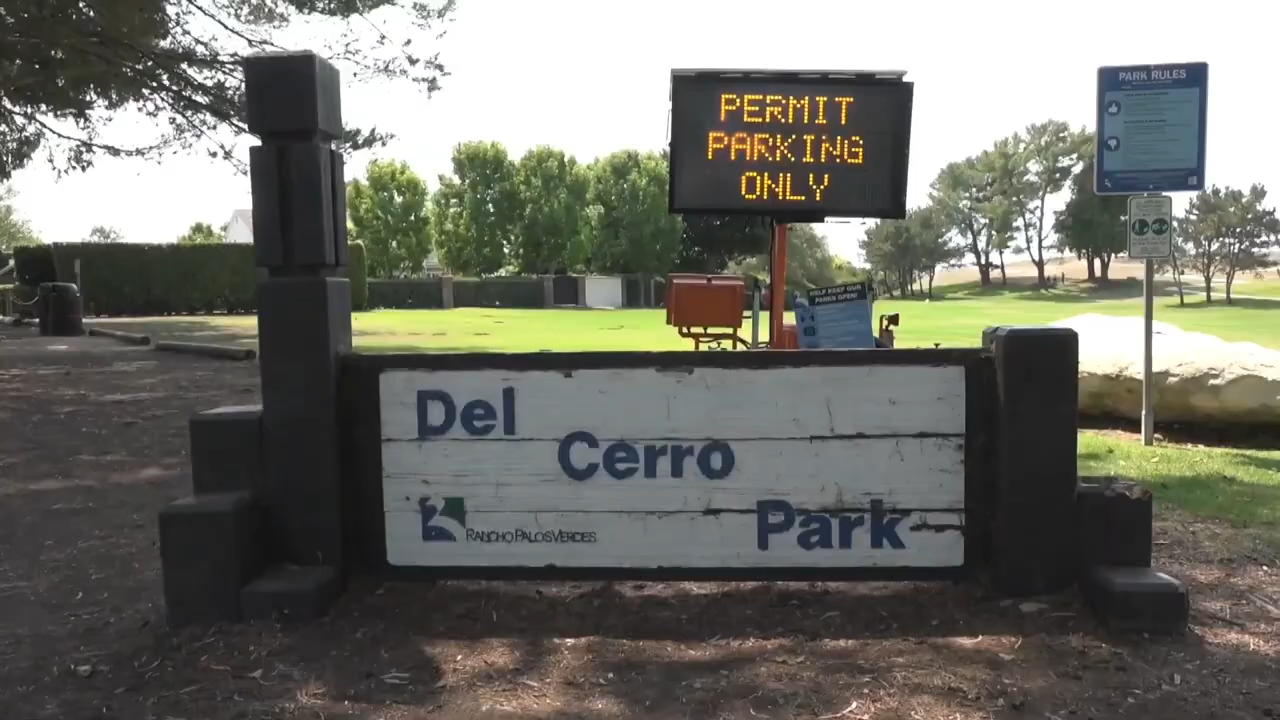 PERMIT
PARKING
ONLY
PARK RULES
HELP KEEP OUR
PARKS OPEN!
Del
Cerro
Park
RANCHO PALOS VERDES